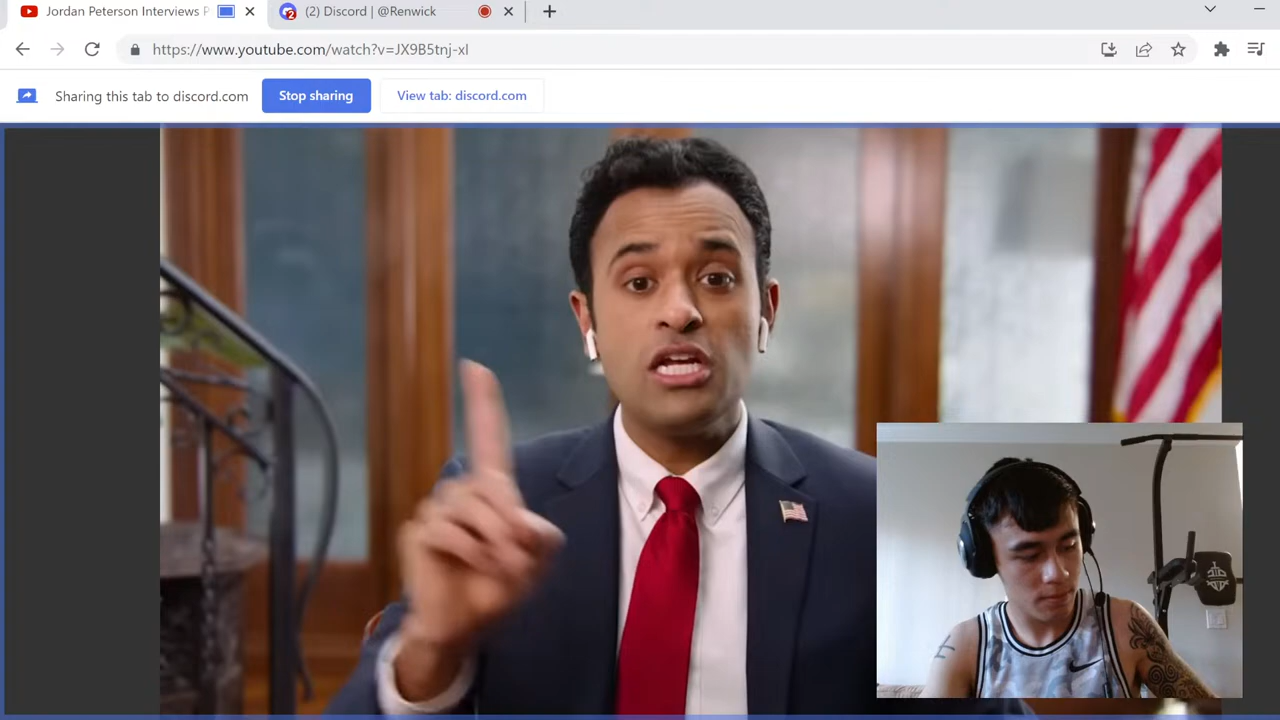 Jordan Peterson Interviews P
(2) Discord | @Renwick
https://www.youtube.com/watch?v=JX9B5tnj-xI
Sharing this tab to discord.com
Stop sharing
View tab: discord.com